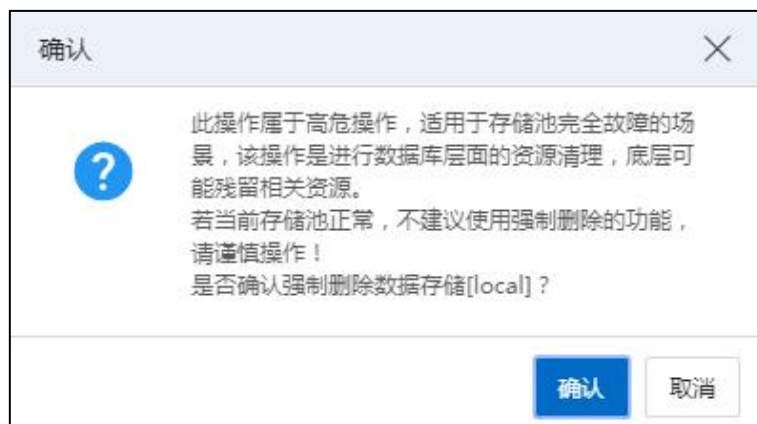 确认
此操作属于高危操作，适用于存储池完全故障的场
景，该操作是进行数据库层面的资源清理，底层可
能残留相关资源。
若当前存储池正常，不建议使用强制删除的功能，
请谨慎操作！
是否确认强制删除数据存储[local]？
确认
取消